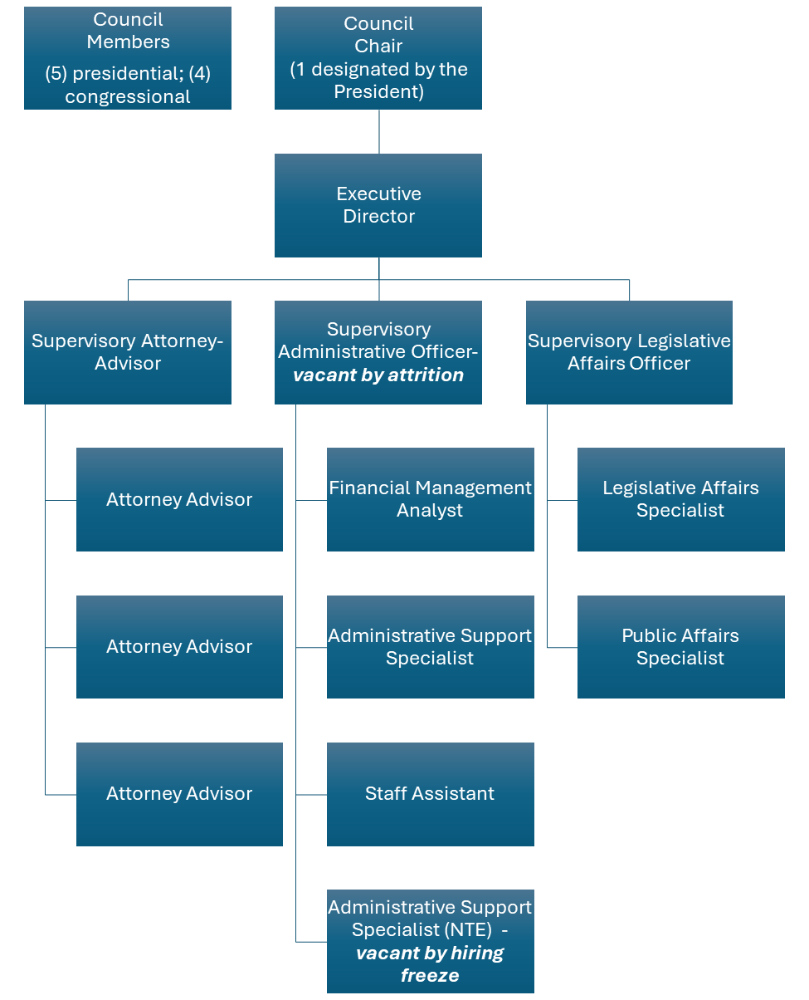 Council
Members
(5) presidential; (4)
congressional
Council
Chair
(1 designated by the
President)
Executive
Director
Supervisory Attorney-
Advisor
Supervisory
Administrative Officer-
vacant by attrition
Supervisory Legislative
Affairs Officer
Attorney Advisor
Financial Management
Analyst
Legislative Affairs
Specialist
Attorney Advisor
Administrative Support
Specialist
Public Affairs
Specialist
Attorney Advisor
Staff Assistant
Administrative Support
Specialist (NTE)  -
vacant by hiring
freeze